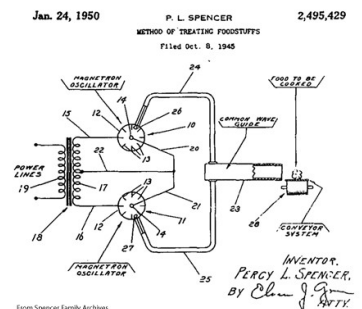 Jan. 24, 1950
P. L. SPENCER
2,495,429
METHOD OF TREATING FOODSTUFFS
Filed Oct. 8, 1945
MAGNETRON
OSCILLATOR
24
FOOD TO BE
COOKED
14
12
26
10
15
COMMON WAVE
GUIDE
20
13
22
POWER
LINES
19
17
13
21
23
28
12
11
18
16
27
14
CONVEYOR
SYSTEM
MAGNETRON
OSCILLATOR
25
INVENTOR.
PERCY L. SPENCER,
BY
ATTY.
From Spencer Family Archives